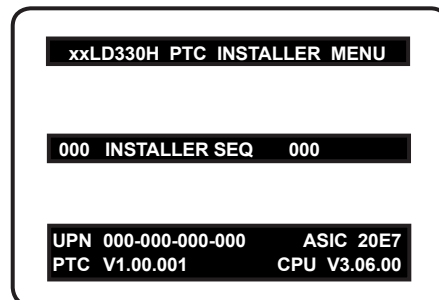 xxLD330H PTC INSTALLER MENU
000 INSTALLER SEQ 000
UPN 000-000-000-000 ASIC 20E7
PTC V1.00.001 CPU V3.06.00